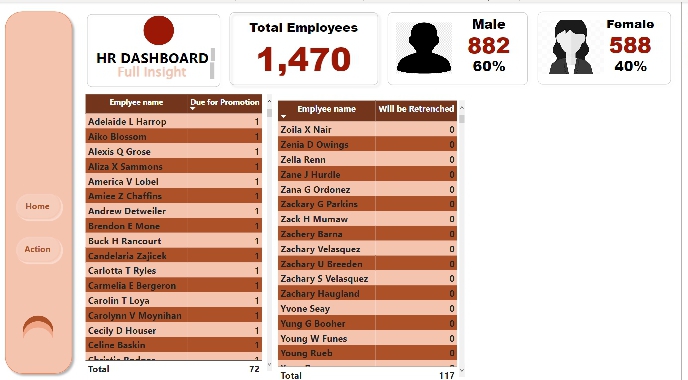 HR DASHBOARD
Full Insight
Total Employees
1,470
Male
882
60%
Female
588
40%
Home
Action
Emplyee name Due for Promotion
Adelaide L Harrop 1
Aiko Blossom 1
Alexis Q Grose 1
Aliza X Sammons 1
America V Lobel 1
Amiee Z Chaffins 1
Andrew Detweiler 1
Brendon E Mone 1
Buck H Rancourt 1
Candelaria Zajicek 1
Carlotta T Ryles 1
Carmelia E Bergeron 1
Carolin T Loya 1
Carolynn V Moynihan 1
Cecily D Houser 1
Celine Baskin 1
Total 72
Emplyee name Will be Retrenched
Zoila X Nair 0
Zenia D Owings 0
Zella Renn 0
Zane J Hurdle 0
Zana G Ordonez 0
Zackary G Parkins 0
Zack H Mumaw 0
Zachery Barna 0
Zachary Velasquez 0
Zachary U Breeden 0
Zachary S Velasquez 0
Zachary Haugland 0
Yvone Seay 0
Yung G Booher 0
Young W Funes 0
Young Rueb 0
Total 117